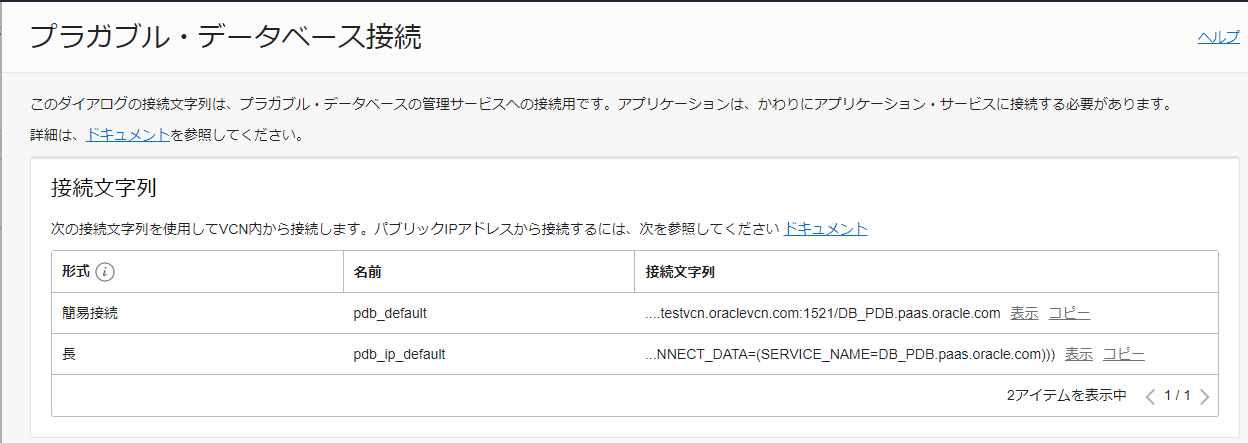 プラガブル・データベース接続
ヘルプ
このダイアログの接続文字列は、プラガブル・データベースの管理サービスへの接続用です。アプリケーションは、かわりにアプリケーション・サービスに接続する必要があります。
詳細は、ドキュメントを参照してください。
接続文字列
次の接続文字列を使用してVCN内から接続します。パブリックIPアドレスから接続するには、次を参照してください ドキュメント
形式 i 名前 接続文字列
簡易接続 pdb_default ....testvcn.oraclevcn.com:1521/DB_PDB.paas.oracle.com 表示 コピー
長 pdb_ip_default ...NNECT_DATA=(SERVICE_NAME=DB_PDB.paas.oracle.com))) 表示 コピー
2アイテムを表示中 < 1 / 1 >